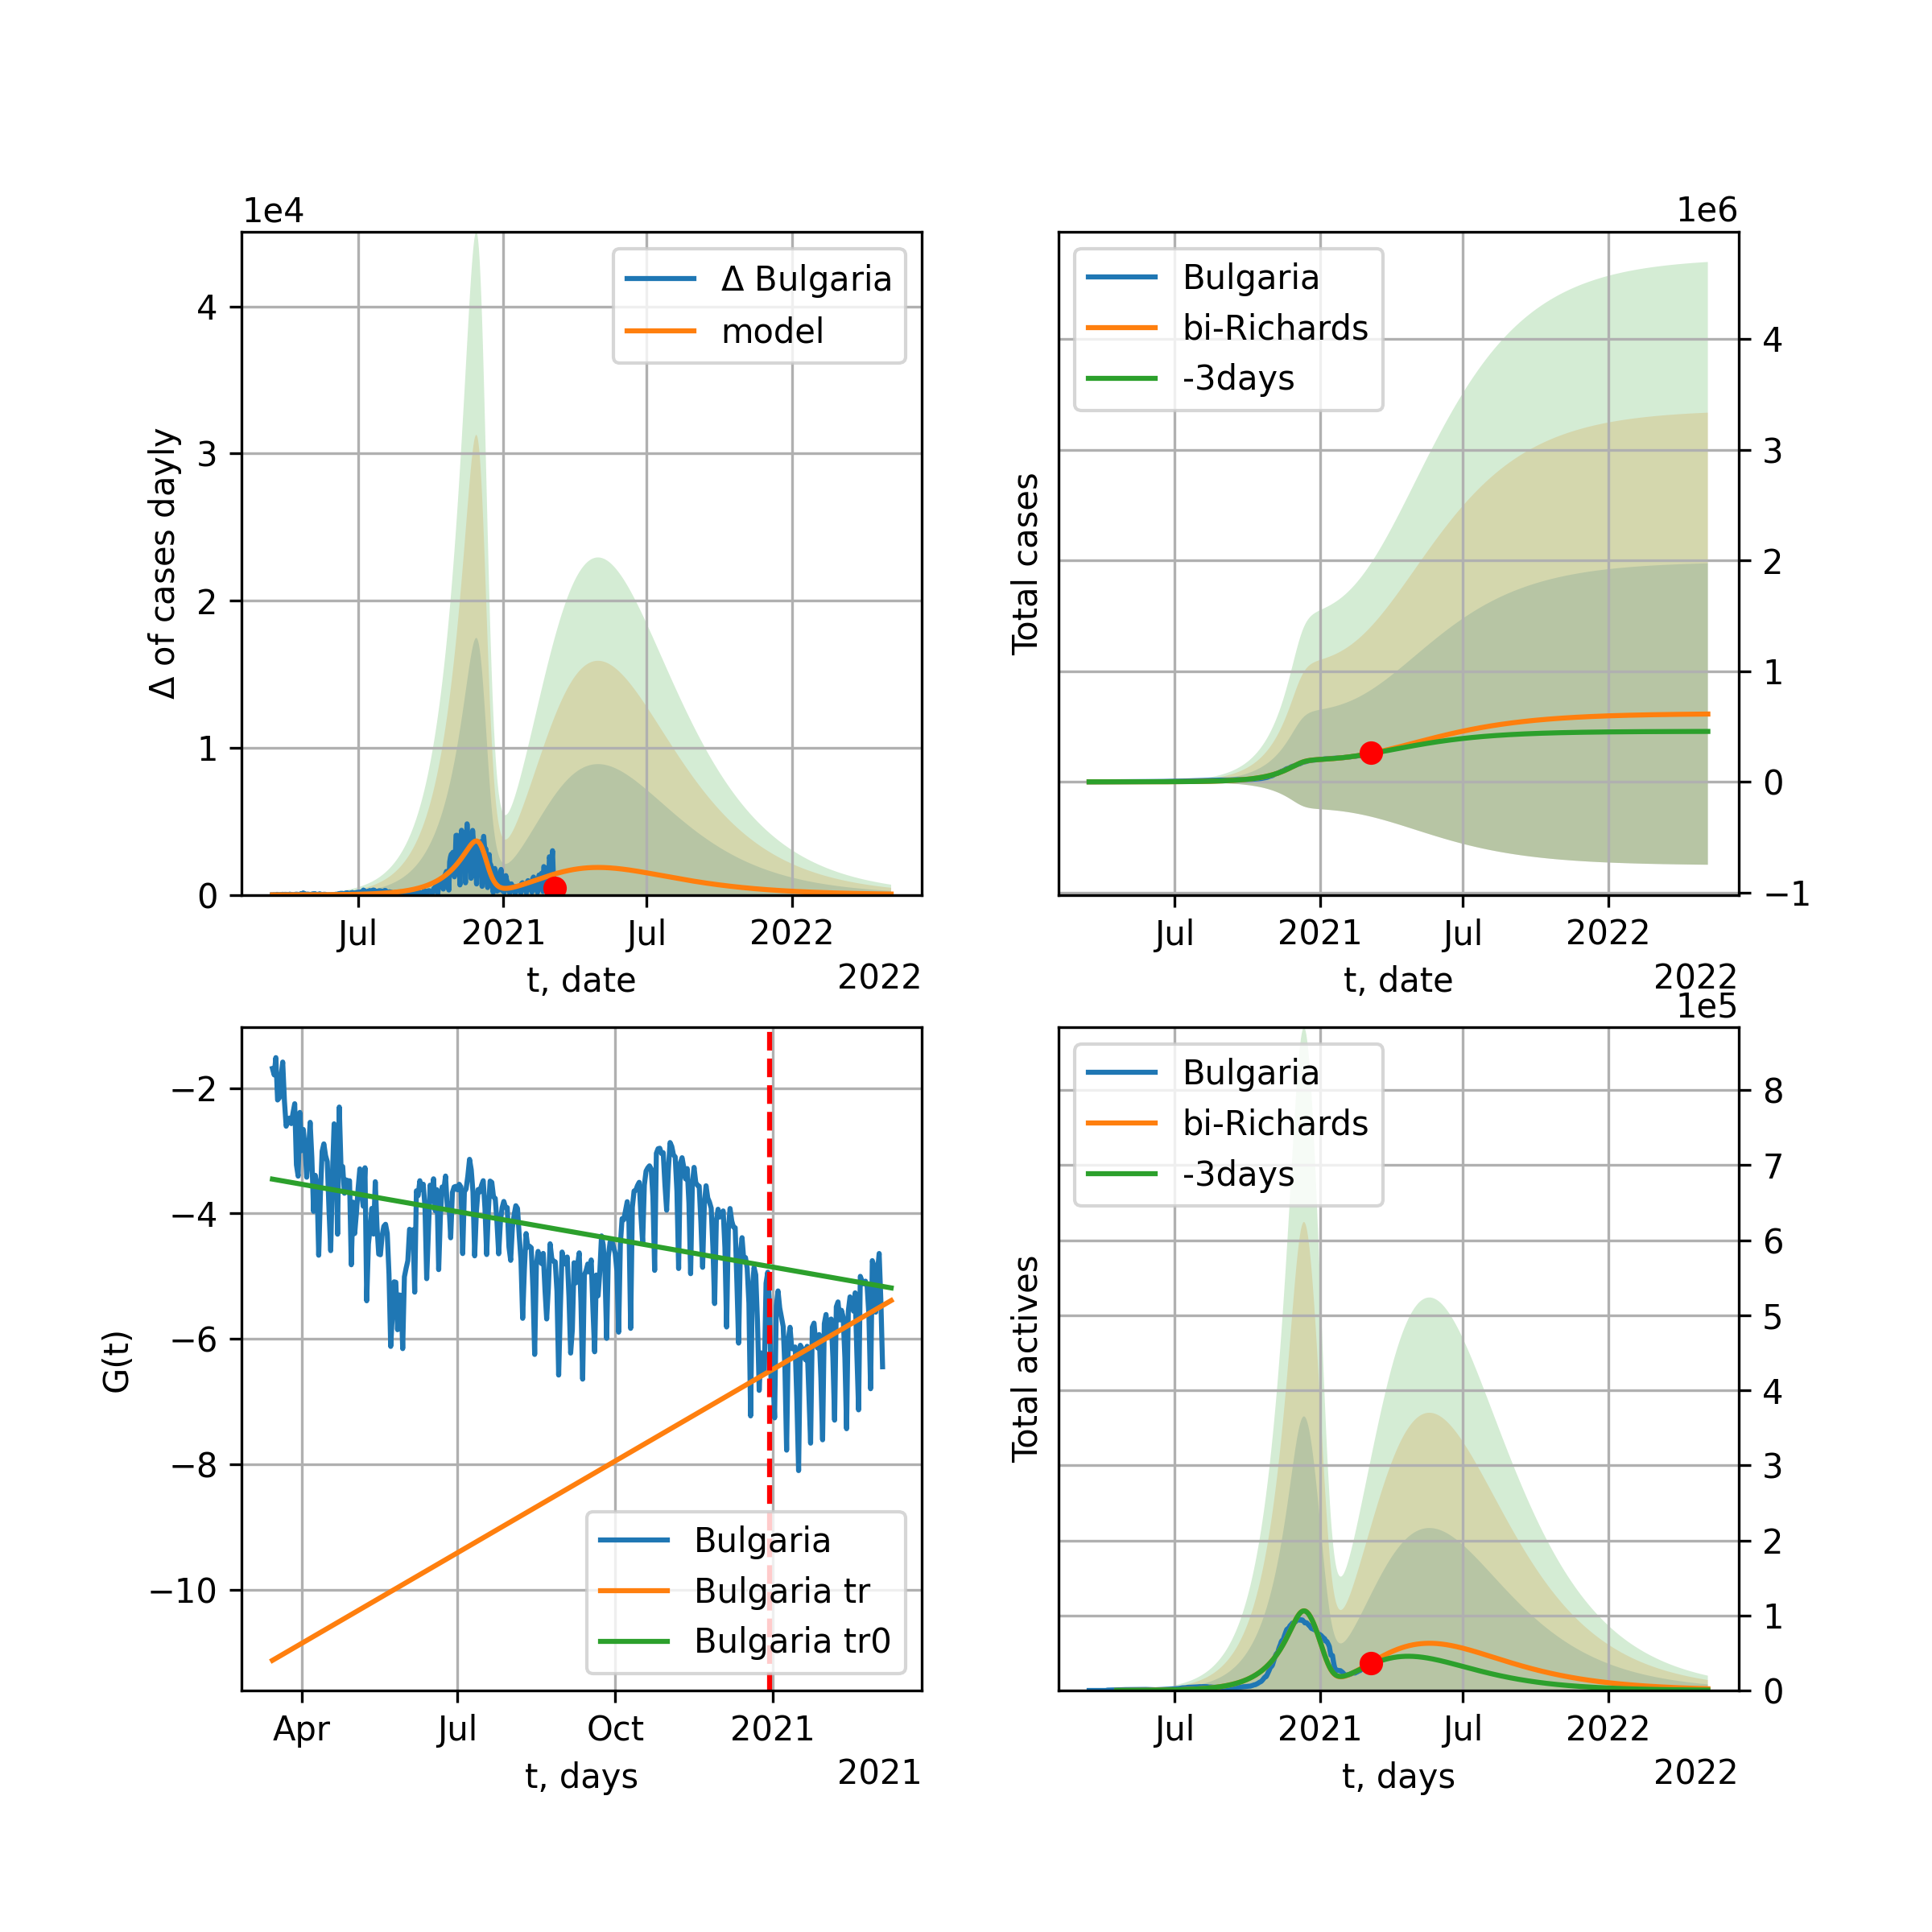 1e4
Δ of cases dayly
4
3
2
1
0
Δ Bulgaria
model
Jul
2021
Jul
2022
t, date
2022
1e6
Total cases
Bulgaria
bi-Richards
-3days
4
3
2
1
0
−1
Jul
2021
Jul
2022
t, date
2022
G(t)
−2
−4
−6
−8
−10
Bulgaria
Bulgaria tr
Bulgaria tr0
Apr
Jul
Oct
2021
t, days
2021
1e5
Total actives
Bulgaria
bi-Richards
-3days
8
7
6
5
4
3
2
1
0
Jul
2021
Jul
2022
t, days
2022